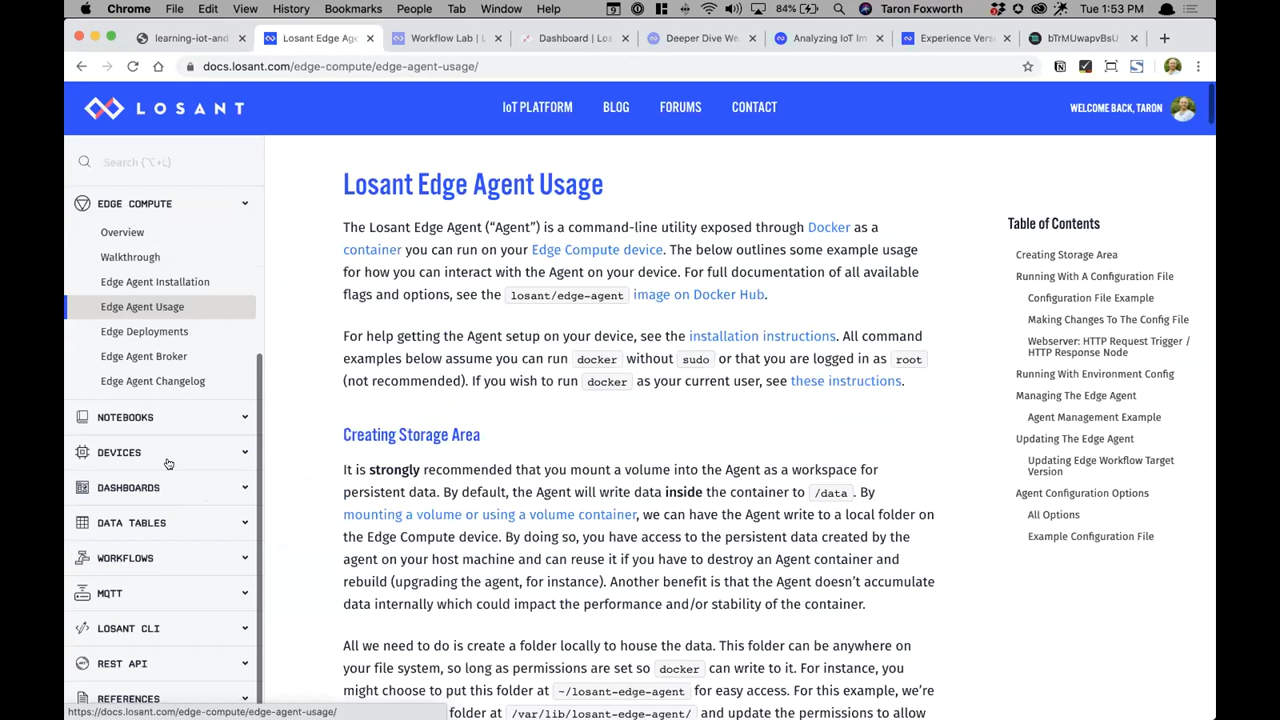 Chrome File Edit View History Bookmarks People Tab Window Help 84% Taron Foxworth Tue 1:53 PM
learning-iot-and Losant Edge Age Workflow Lab | L Dashboard | Los Deeper Dive We Analyzing IoT Im Experience Vers bTrMUwapvBsU
docs.losant.com/edge-compute/edge-agent-usage/
LOSANT IoT PLATFORM BLOG FORUMS CONTACT WELCOME BACK, TARON
Search (⌥+L)
EDGE COMPUTE
Overview
Walkthrough
Edge Agent Installation
Edge Agent Usage
Edge Deployments
Edge Agent Broker
Edge Agent Changelog
NOTEBOOKS
DEVICES
DASHBOARDS
DATA TABLES
WORKFLOWS
MQTT
LOSANT CLI
REST API
REFERENCES
https://docs.losant.com/edge-compute/edge-agent-usage/
Losant Edge Agent Usage
The Losant Edge Agent (“Agent”) is a command-line utility exposed through Docker as a
container you can run on your Edge Compute device. The below outlines some example usage
for how you can interact with the Agent on your device. For full documentation of all available
flags and options, see the losant/edge-agent image on Docker Hub.
For help getting the Agent setup on your device, see the installation instructions. All command
examples below assume you can run docker without sudo or that you are logged in as root
(not recommended). If you wish to run docker as your current user, see these instructions.
Creating Storage Area
It is strongly recommended that you mount a volume into the Agent as a workspace for
persistent data. By default, the Agent will write data inside the container to /data. By
mounting a volume or using a volume container, we can have the Agent write to a local folder on
the Edge Compute device. By doing so, you have access to the persistent data created by the
agent on your host machine and can reuse it if you have to destroy an Agent container and
rebuild (upgrading the agent, for instance). Another benefit is that the Agent doesn’t accumulate
data internally which could impact the performance and/or stability of the container.
All we need to do is create a folder locally to house the data. This folder can be anywhere on
your file system, so long as permissions are set so docker can write to it. For instance, you
might choose to put this folder at ~/losant-edge-agent for easy access. For this example, we’re
folder at /var/lib/losant-edge-agent/ and update the permissions to allow
Table of Contents
Creating Storage Area
Running With A Configuration File
Configuration File Example
Making Changes To The Config File
Webserver: HTTP Request Trigger /
HTTP Response Node
Running With Environment Config
Managing The Edge Agent
Agent Management Example
Updating The Edge Agent
Updating Edge Workflow Target
Version
Agent Configuration Options
All Options
Example Configuration File